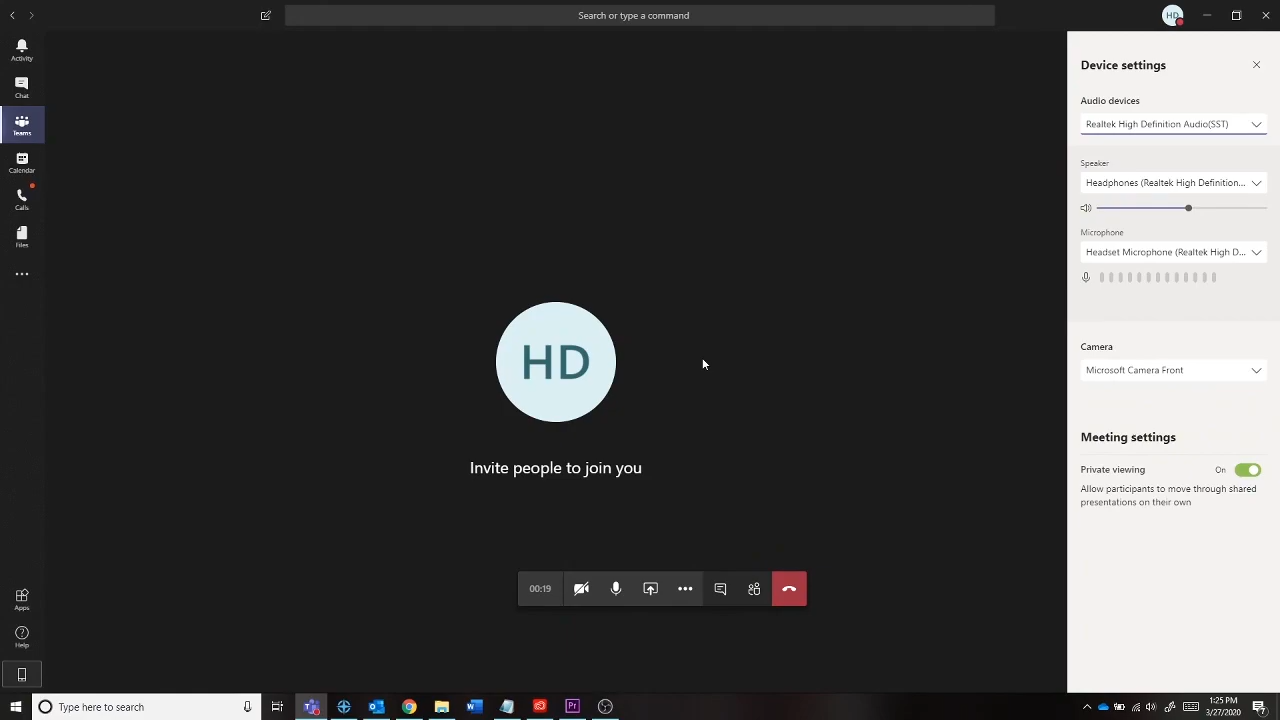 Search or type a command
HD
Activity
Chat
Teams
Calendar
Calls
Files
Apps
Help
HD
Invite people to join you
00:19
Device settings
Audio devices
Realtek High Definition Audio(SST)
Speaker
Headphones (Realtek High Definition...
Microphone
Headset Microphone (Realtek High D...
Camera
Microsoft Camera Front
Meeting settings
Private viewing On
Allow participants to move through shared
presentations on their own
Type here to search
1:25 PM
3/27/2020